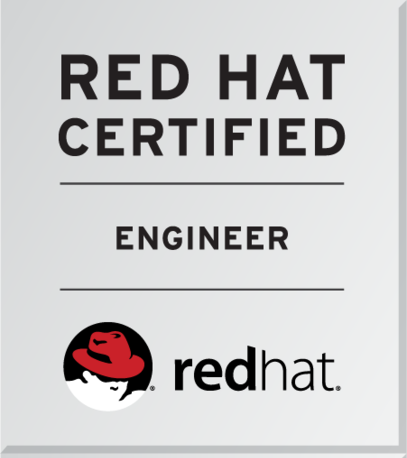 RED HAT
CERTIFIED
ENGINEER
redhat.